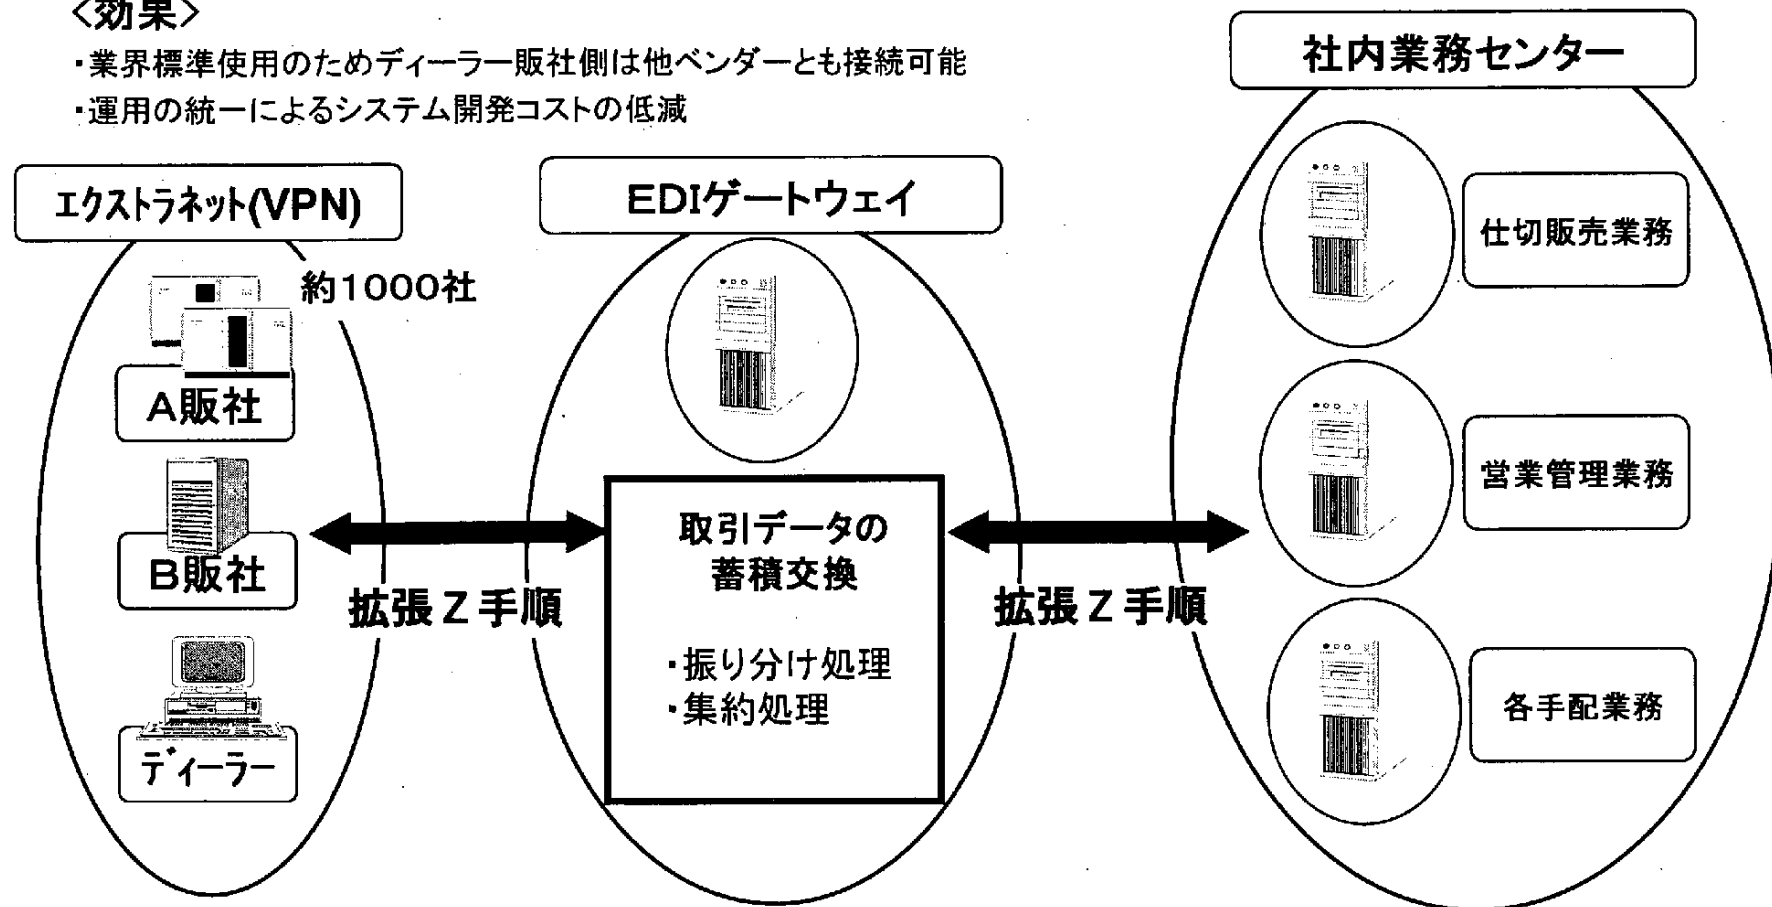 <効果>
・業界標準使用のためディーラー販社側は他ベンダーとも接続可能
・運用の統一によるシステム開発コストの低減
エクストラネット(VPN)
約1000社
A販社
B販社
ディーラー
拡張Z手順
EDIゲートウェイ
取引データの
蓄積交換
・振り分け処理
・集約処理
拡張Z手順
社内業務センター
仕切販売業務
営業管理業務
各手配業務